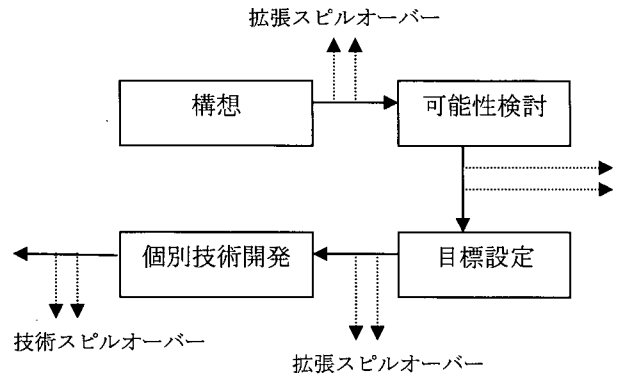 拡張スピルオーバー
構想
可能性検討
個別技術開発
目標設定
技術スピルオーバー
拡張スピルオーバー